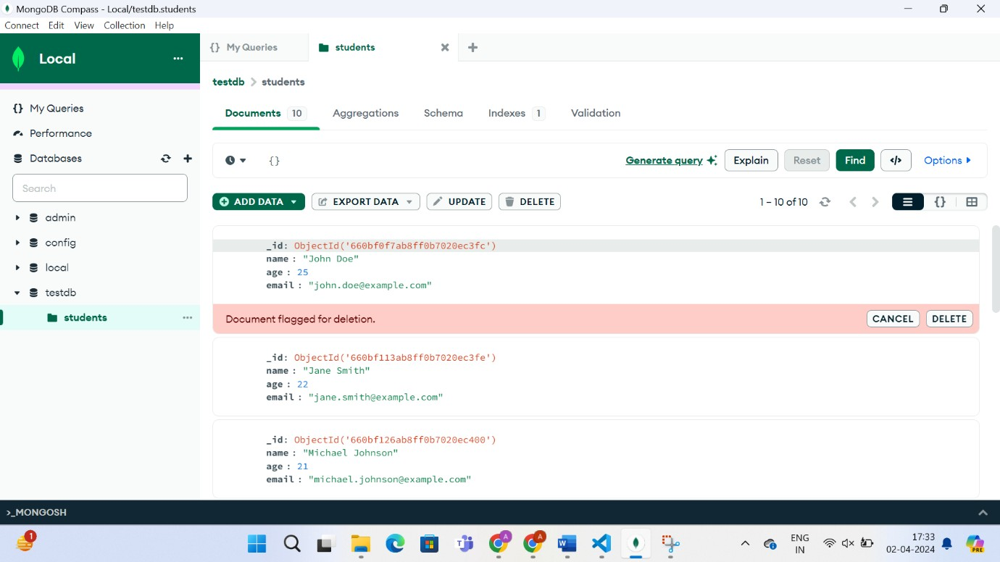 MongoDB Compass - Local/testdb.students
Connect Edit View Collection Help
Local
{} My Queries
students
testdb > students
My Queries
Performance
Databases
Search
admin
config
local
testdb
students
Documents 10 Aggregations Schema Indexes 1 Validation
{} Generate query Explain Reset Find </> Options
ADD DATA EXPORT DATA UPDATE DELETE 1 – 10 of 10 {}
_id: ObjectId('660bf0f7ab8ff0b7020ec3fc')
name : "John Doe"
age : 25
email : "john.doe@example.com"
Document flagged for deletion. CANCEL DELETE
_id: ObjectId('660bf113ab8ff0b7020ec3fe')
name : "Jane Smith"
age : 22
email : "jane.smith@example.com"
_id: ObjectId('660bf126ab8ff0b7020ec400')
name : "Michael Johnson"
age : 21
email : "michael.johnson@example.com"
>_MONGOSH
1
A
A
ENG
IN
17:33
02-04-2024
PRE